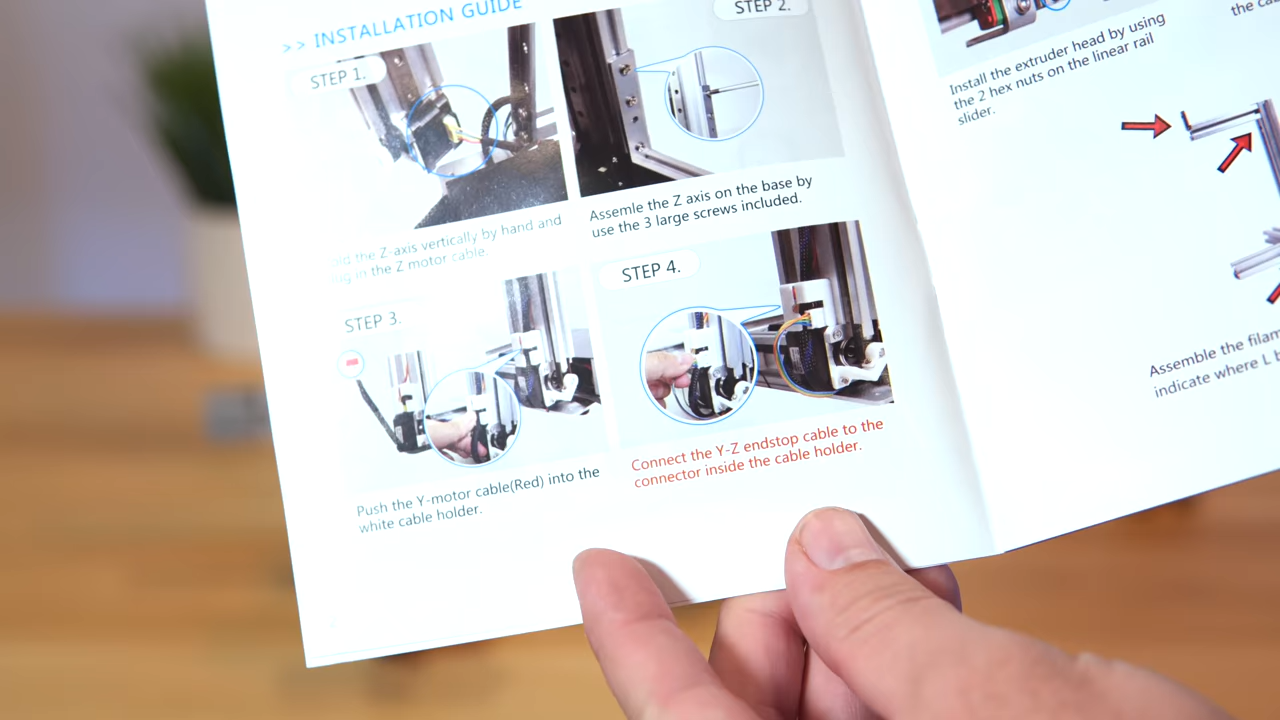 >> INSTALLATION GUIDE
STEP 1.
the Z axis vertically by hand and
in the Z motor cable.
STEP 2.
Assemle the Z axis on the base by
use the 3 large screws included.
STEP 3.
Push the Y-motor cable(Red) into the
white cable holder.
STEP 4.
Connect the Y-Z endstop cable to the
connector inside the cable holder.
Install the extruder head by using
the 2 hex nuts on the linear rail
slider.
the
Assemble the
indicate where L